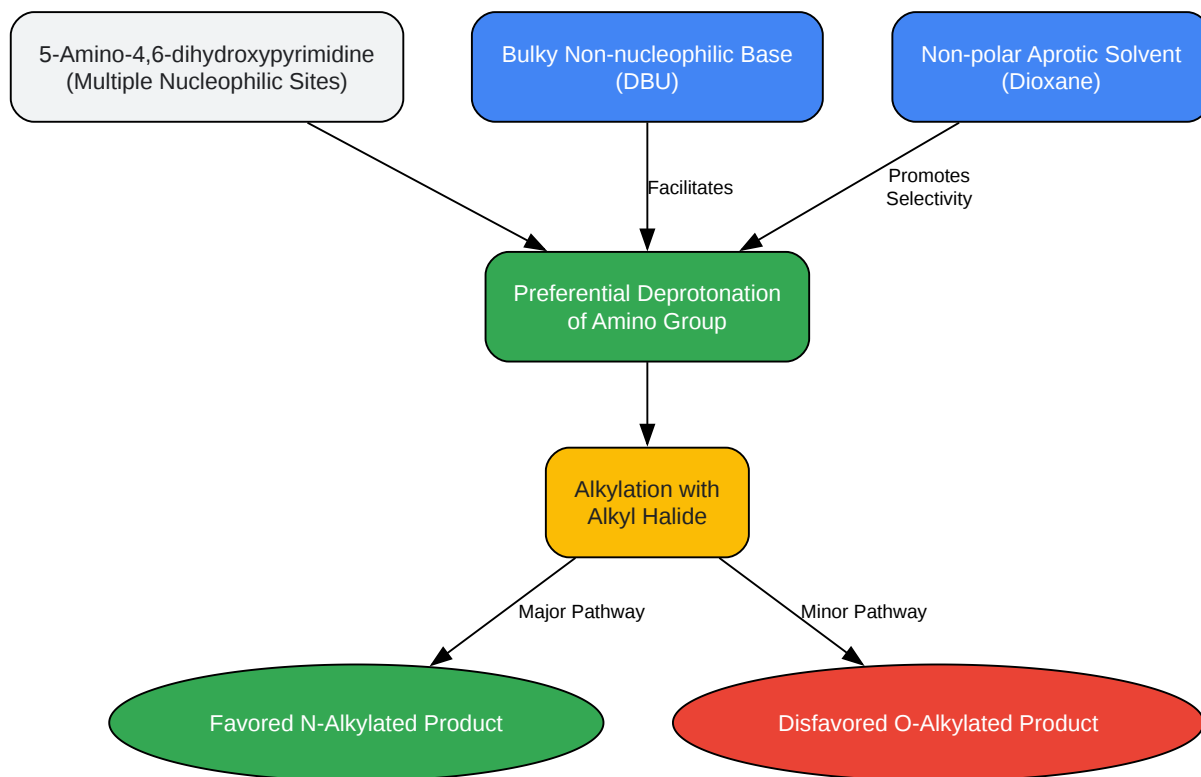 5-Amino-4,6-dihydroxypyrimidine
(Multiple Nucleophilic Sites)
Bulky Non-nucleophilic Base
(DBU)
Non-polar Aprotic Solvent
(Dioxane)
Facilitates
Promotes
Selectivity
Preferential Deprotonation
of Amino Group
Alkylation with
Alkyl Halide
Major Pathway
Minor Pathway
Favored N-Alkylated Product
Disfavored O-Alkylated Product